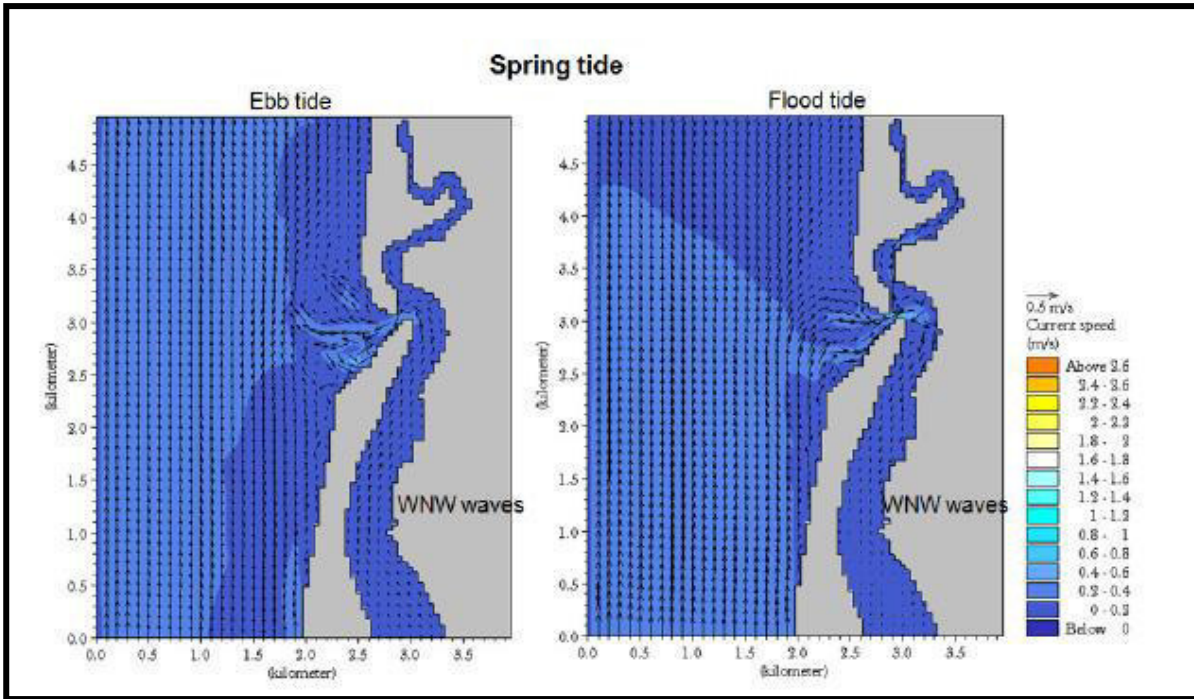 Spring tide
Ebb tide
Flood tide
4.5
4.0
3.5
3.0
2.5
2.0
1.5
1.0
0.5
0.0
(kilometer)
0.0 0.5 1.0 1.5 2.0 2.5 3.0 3.5
(kilometer)
WNW waves
4.5
4.0
3.5
3.0
2.5
2.0
1.5
1.0
0.5
0.0
(kilometer)
0.0 0.5 1.0 1.5 2.0 2.5 3.0 3.5
(kilometer)
WNW waves
0.5 m/s
Current speed
(m/s)
Above 2.6
2.4 - 2.6
2.2 - 2.4
2 - 2.2
1.8 - 2
1.6 - 1.8
1.4 - 1.6
1.2 - 1.4
1 - 1.2
0.8 - 1
0.6 - 0.8
0.4 - 0.6
0.2 - 0.4
0 - 0.2
Below 0